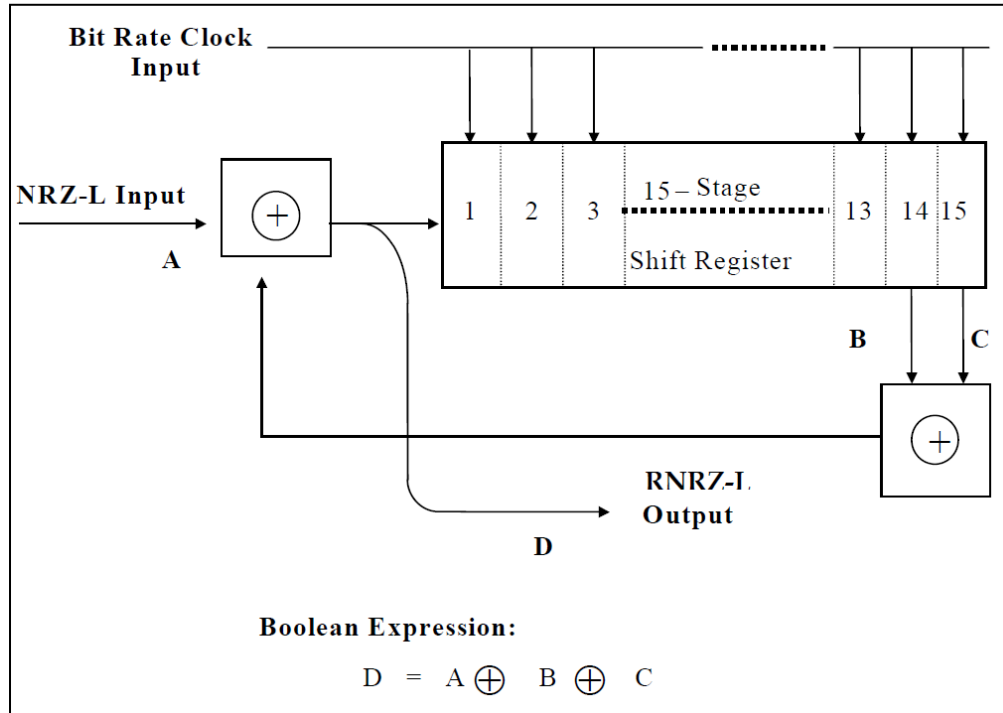 Bit Rate Clock
Input
NRZ-L Input
A
1 2 3 15 – Stage 13 14 15
Shift Register
B C
RNRZ-L
Output
D
Boolean Expression:
D = A ⊕ B ⊕ C